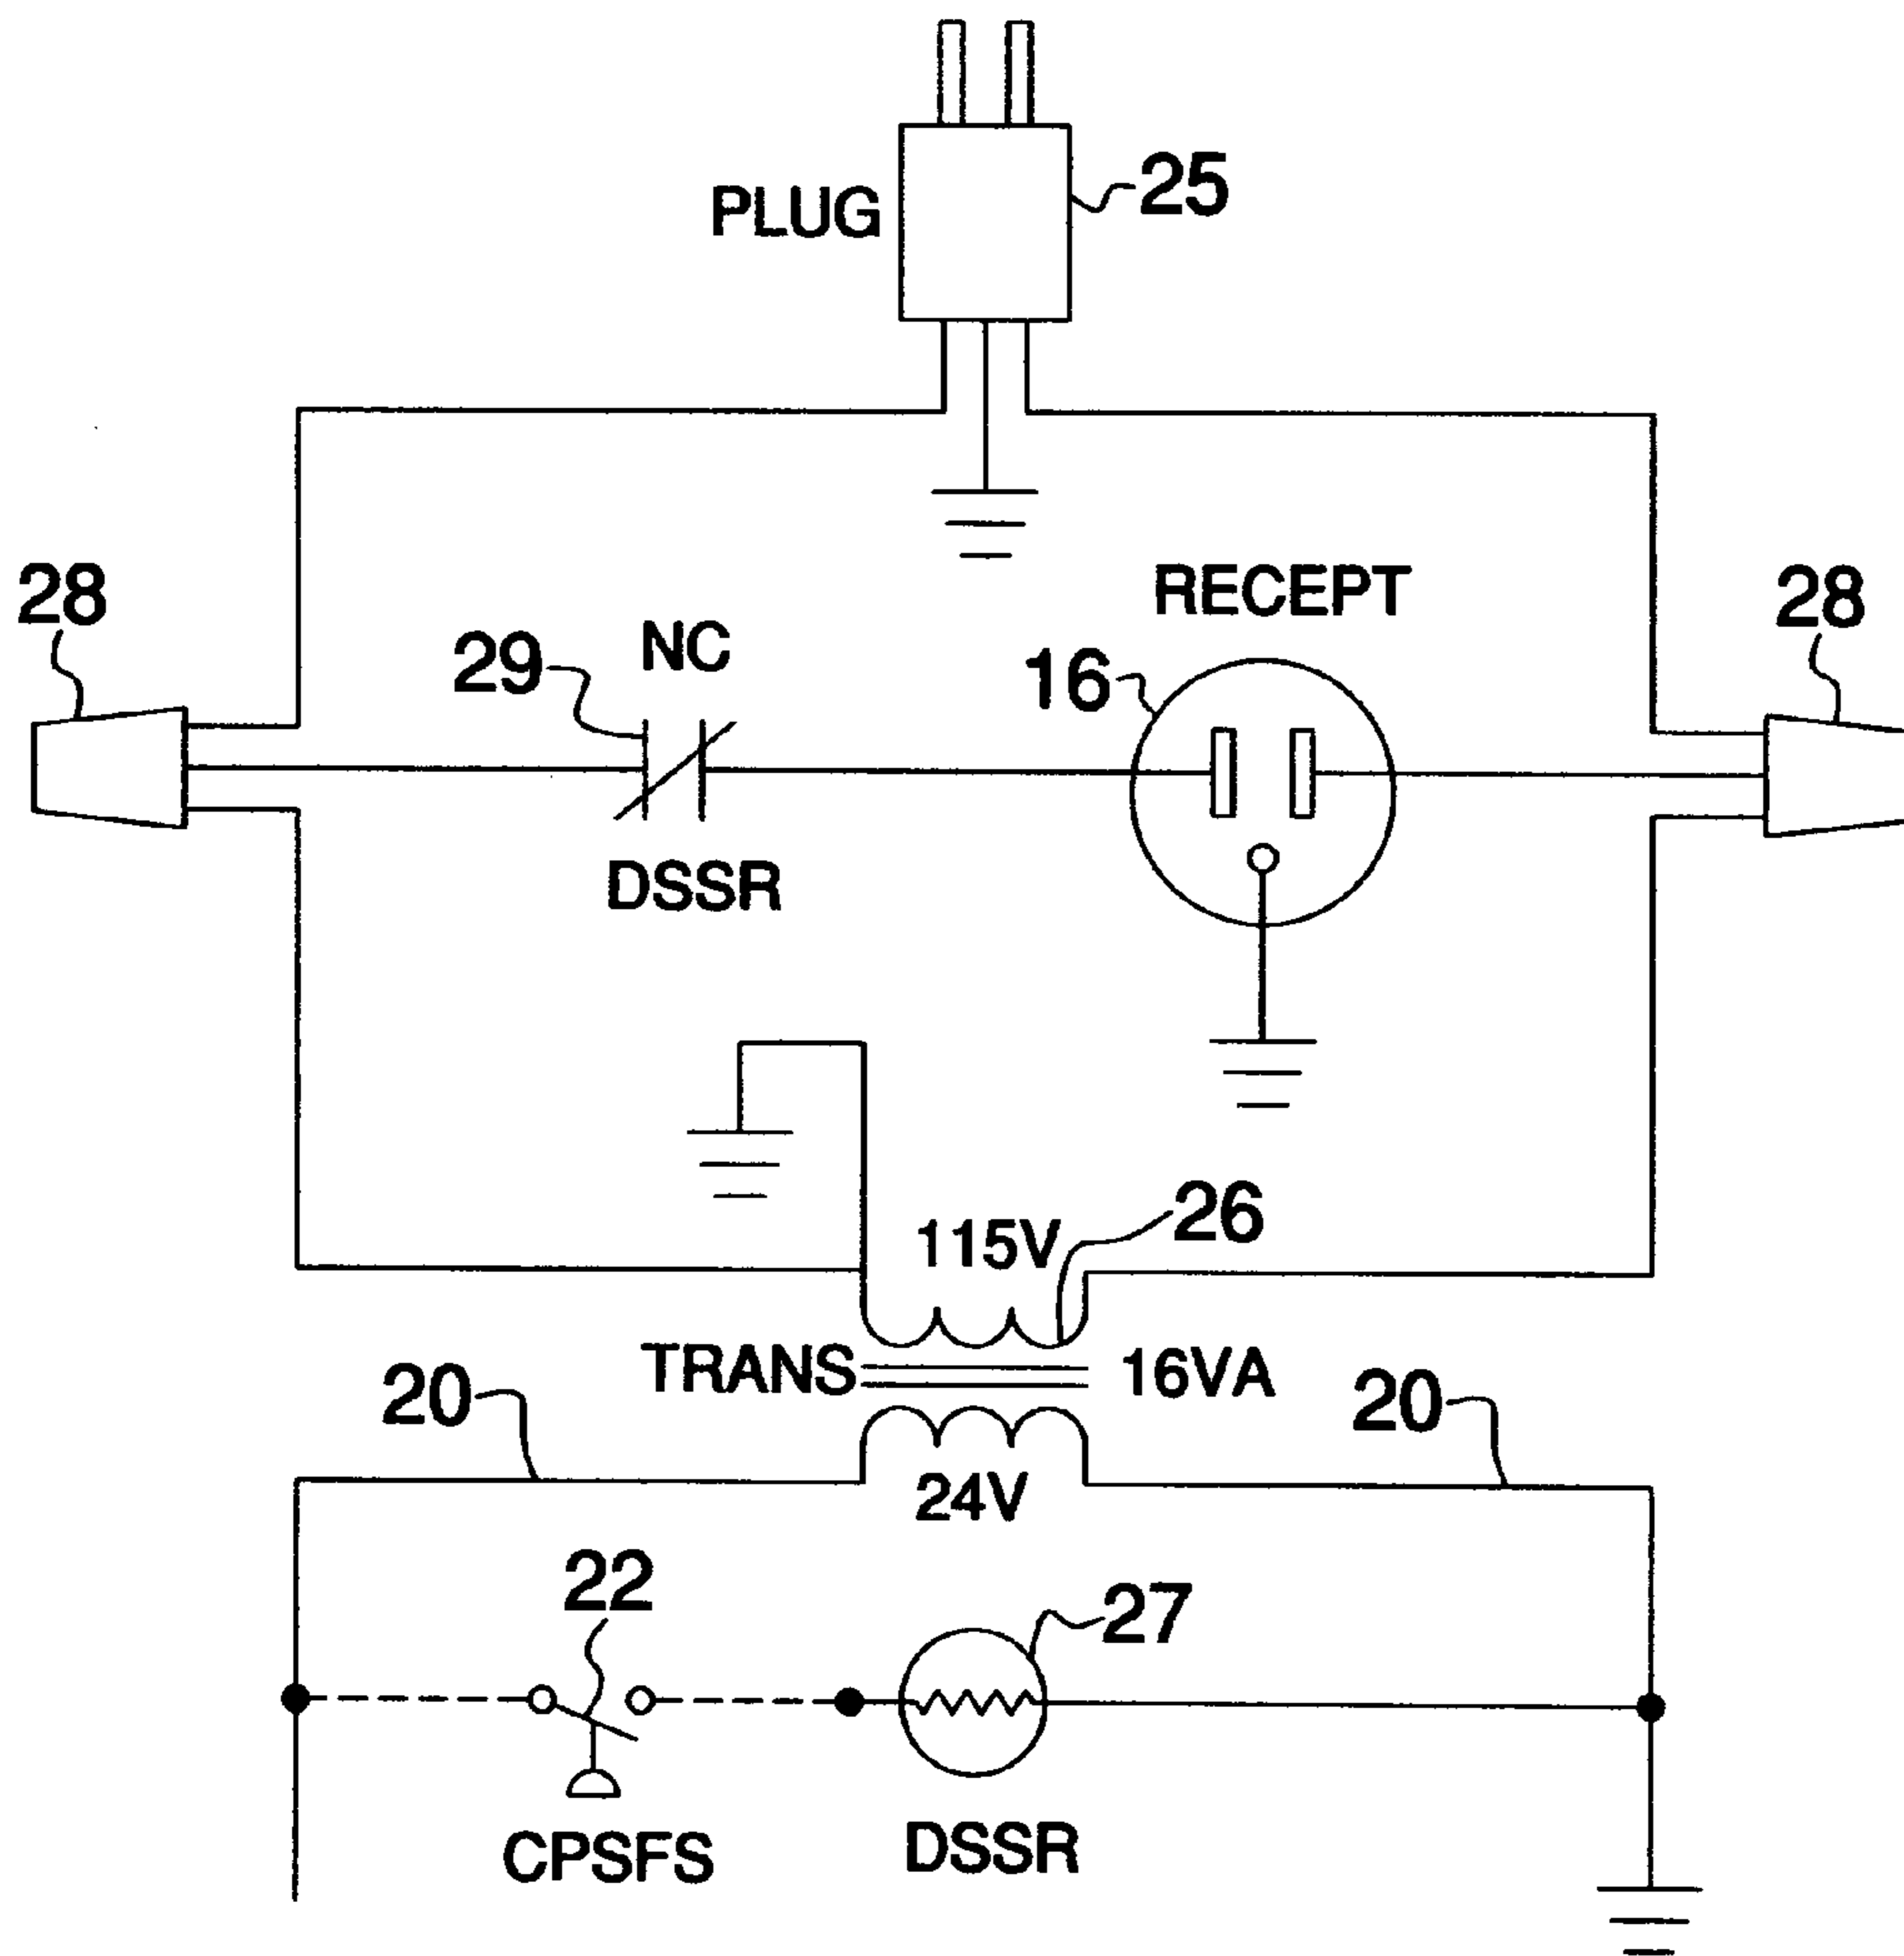 PLUG 25
RECEPT
28 28
29 NC 16
DSSR
115V 26
TRANS 16VA
20 20
24V
22 27
CPSFS DSSR